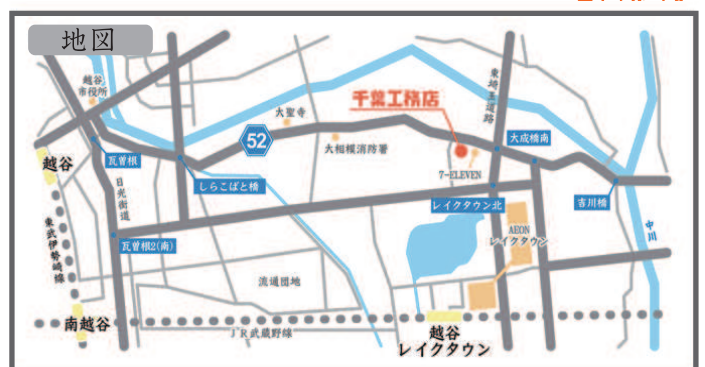 地図
越谷
市役所
大聖寺
千葉工務店
東埼玉道路
52
大相模消防署
大成橋南
瓦曽根
越谷
しらこばと橋
7-ELEVEN
日光街道
レイクタウン北
吉川橋
東武伊勢崎線
瓦曽根2(南)
AEON
レイクタウン
中川
流通団地
南越谷
JR武蔵野線
越谷
レイクタウン